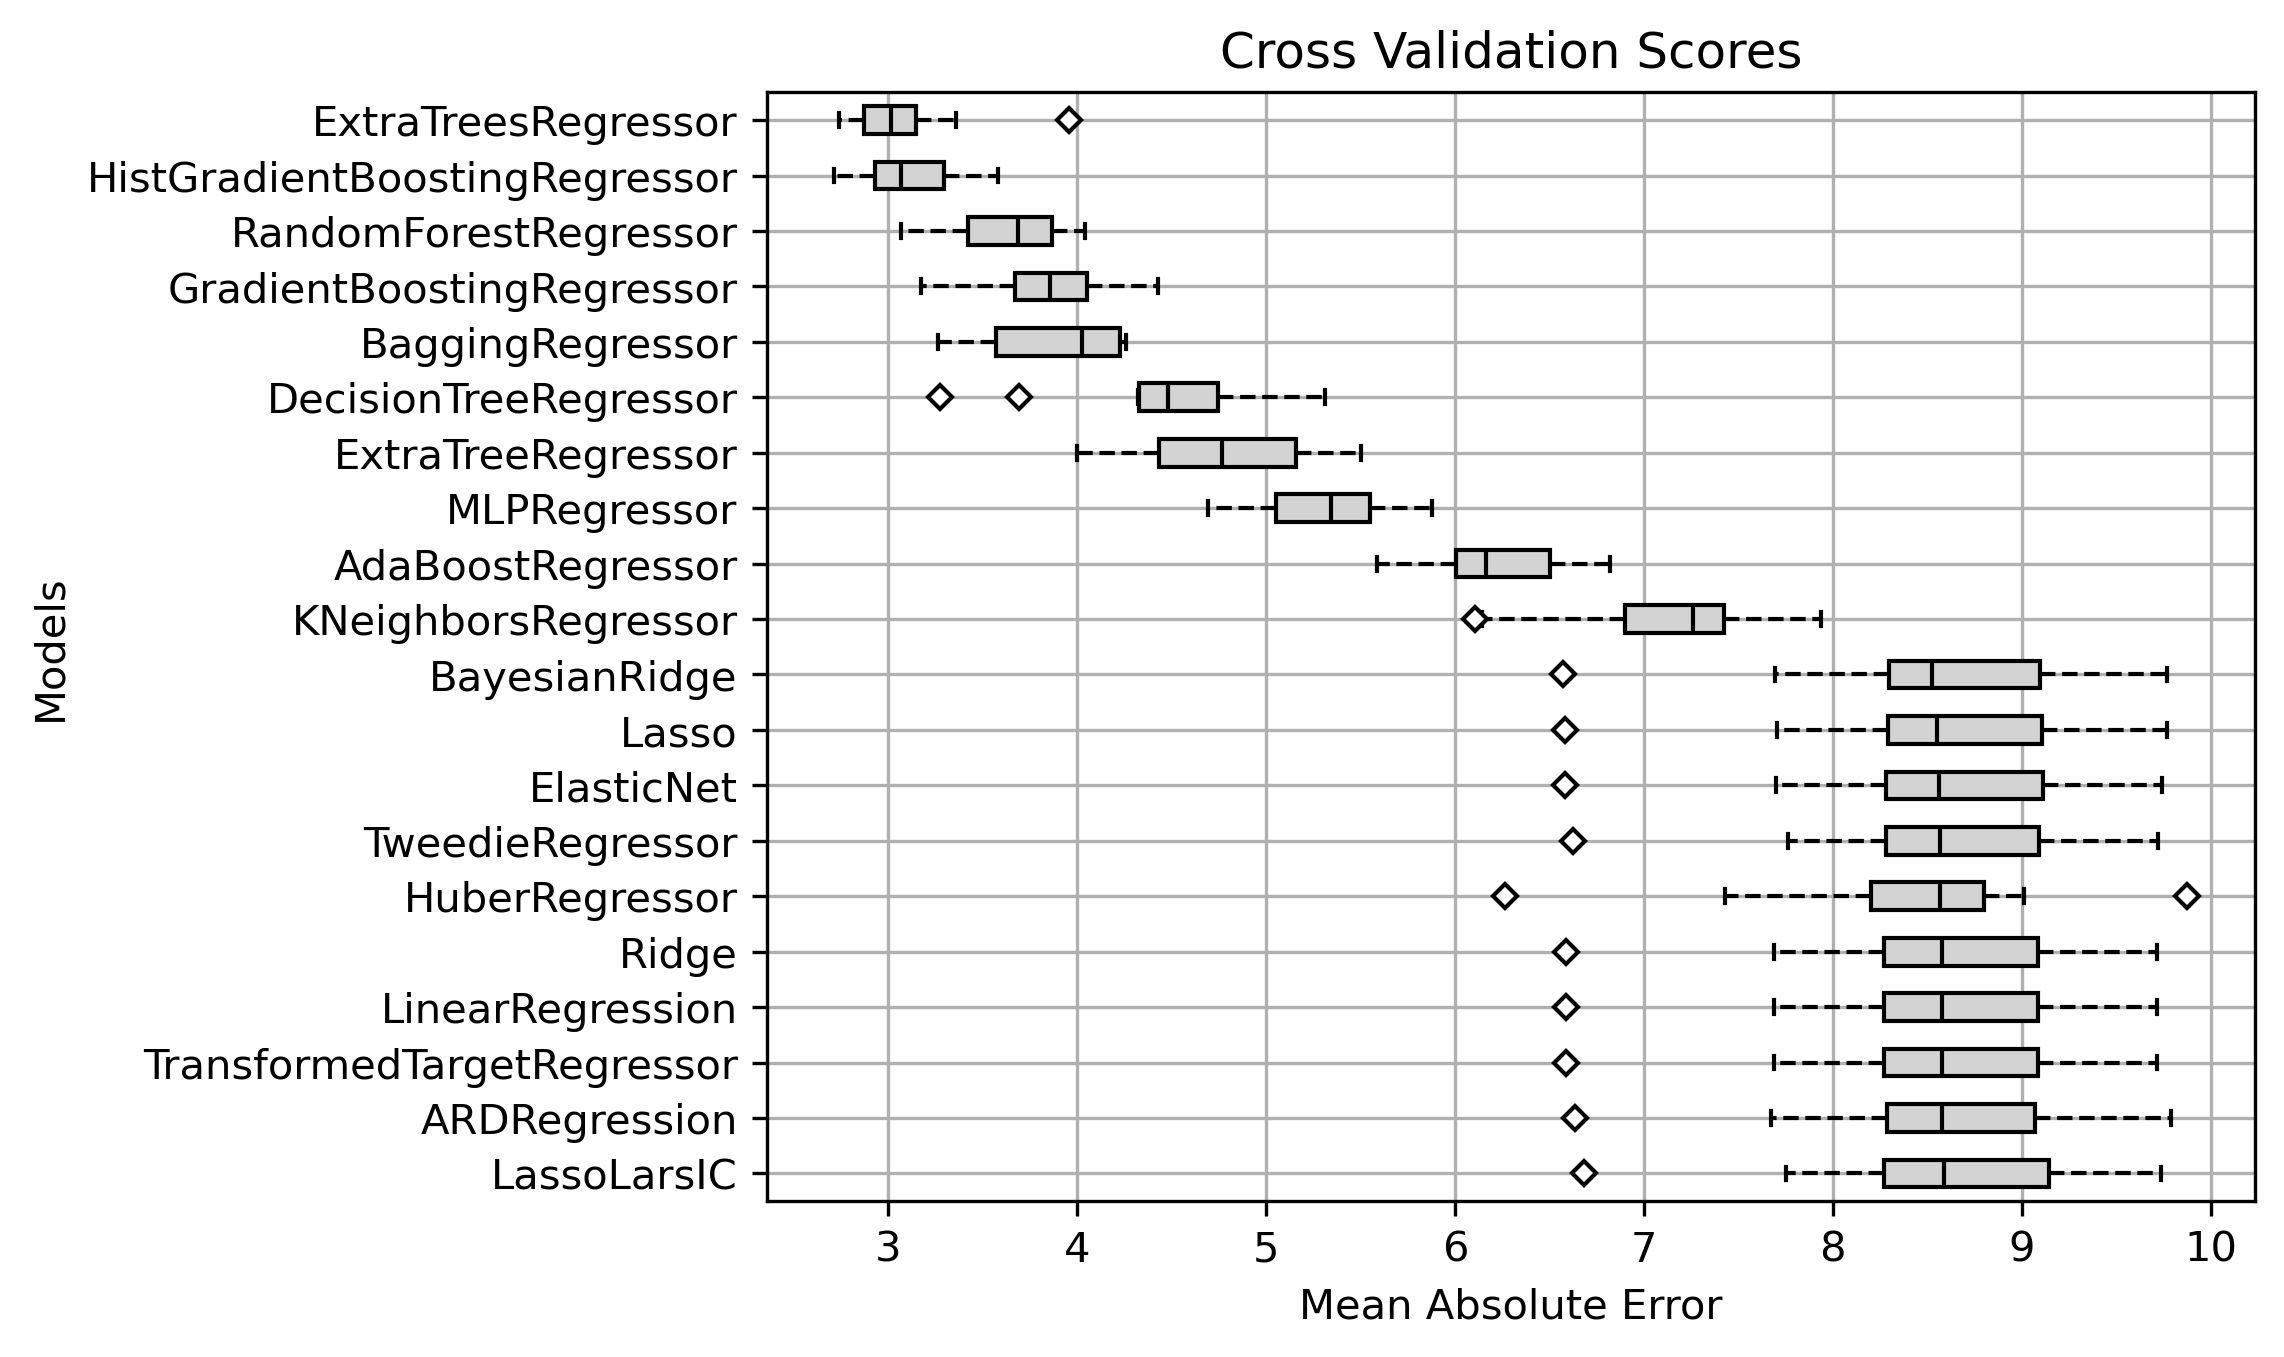 Cross Validation Scores
ExtraTreesRegressor
HistGradientBoostingRegressor
RandomForestRegressor
GradientBoostingRegressor
BaggingRegressor
DecisionTreeRegressor
ExtraTreeRegressor
MLPRegressor
AdaBoostRegressor
KNeighborsRegressor
BayesianRidge
Lasso
ElasticNet
TweedieRegressor
HuberRegressor
Ridge
LinearRegression
TransformedTargetRegressor
ARDRegression
LassoLarsIC
Models
3 4 5 6 7 8 9 10
Mean Absolute Error